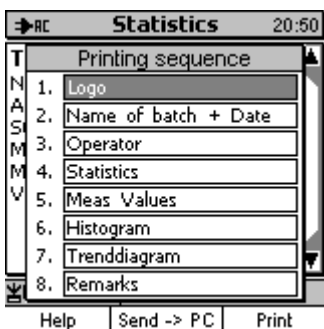 AC Statistics 20:50
Printing sequence
1. Logo
2. Name of batch + Date
3. Operator
4. Statistics
5. Meas Values
6. Histogram
7. Trenddiagram
8. Remarks
T
N
A
S
M
M
V
Help Send -> PC Print